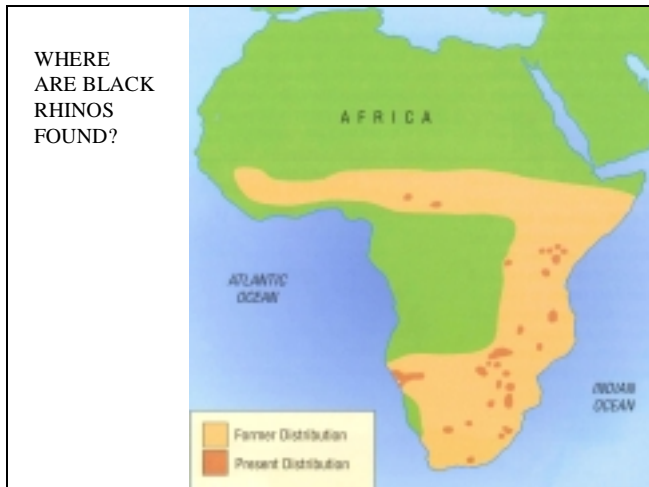 WHERE
ARE BLACK
RHINOS
FOUND?
AFRICA
ATLANTIC
OCEAN
INDIAN
OCEAN
Former Distribution
Present Distribution